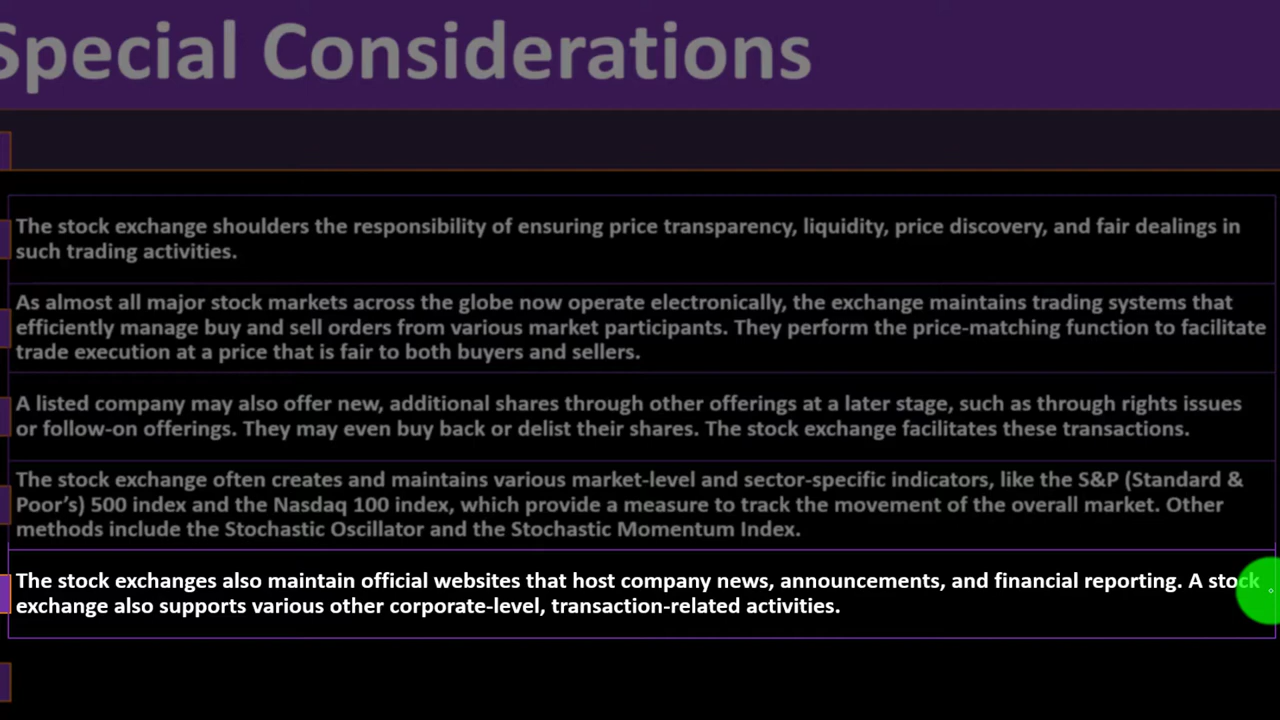 Special Considerations
The stock exchange shoulders the responsibility of ensuring price transparency, liquidity, price discovery, and fair dealings in
such trading activities.
As almost all major stock markets across the globe now operate electronically, the exchange maintains trading systems that
efficiently manage buy and sell orders from various market participants. They perform the price-matching function to facilitate
trade execution at a price that is fair to both buyers and sellers.
A listed company may also offer new, additional shares through other offerings at a later stage, such as through rights issues
or follow-on offerings. They may even buy back or delist their shares. The stock exchange facilitates these transactions.
The stock exchange often creates and maintains various market-level and sector-specific indicators, like the S&P (Standard &
Poor’s) 500 index and the Nasdaq 100 index, which provide a measure to track the movement of the overall market. Other
methods include the Stochastic Oscillator and the Stochastic Momentum Index.
The stock exchanges also maintain official websites that host company news, announcements, and financial reporting. A stock
exchange also supports various other corporate-level, transaction-related activities.